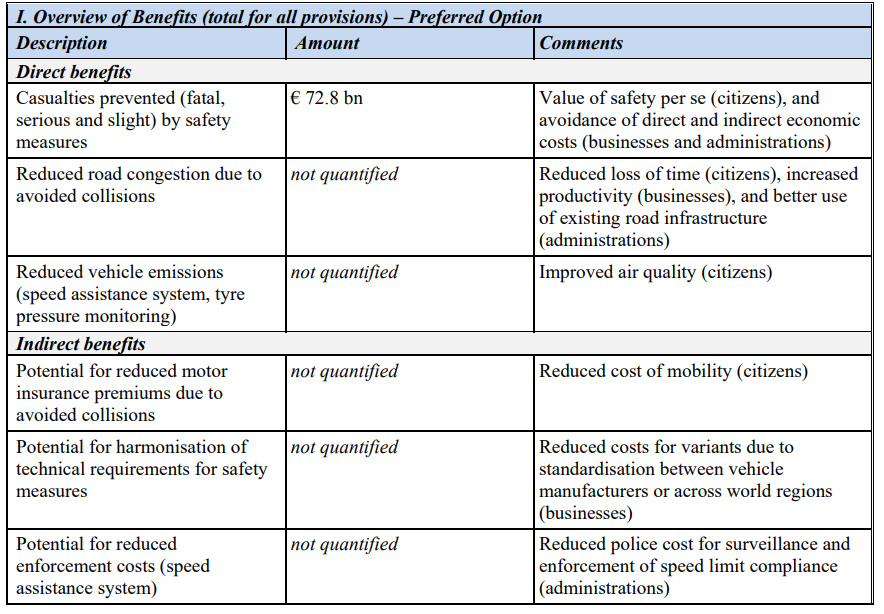 I. Overview of Benefits (total for all provisions) – Preferred Option
Description Amount Comments
Direct benefits
Casualties prevented (fatal,
serious and slight) by safety
measures
€ 72.8 bn
Value of safety per se (citizens), and
avoidance of direct and indirect economic
costs (businesses and administrations)
Reduced road congestion due to
avoided collisions
not quantified
Reduced loss of time (citizens), increased
productivity (businesses), and better use
of existing road infrastructure
(administrations)
Reduced vehicle emissions
(speed assistance system, tyre
pressure monitoring)
not quantified
Improved air quality (citizens)
Indirect benefits
Potential for reduced motor
insurance premiums due to
avoided collisions
not quantified
Reduced cost of mobility (citizens)
Potential for harmonisation of
technical requirements for safety
measures
not quantified
Reduced costs for variants due to
standardisation between vehicle
manufacturers or across world regions
(businesses)
Potential for reduced
enforcement costs (speed
assistance system)
not quantified
Reduced police cost for surveillance and
enforcement of speed limit compliance
(administrations)